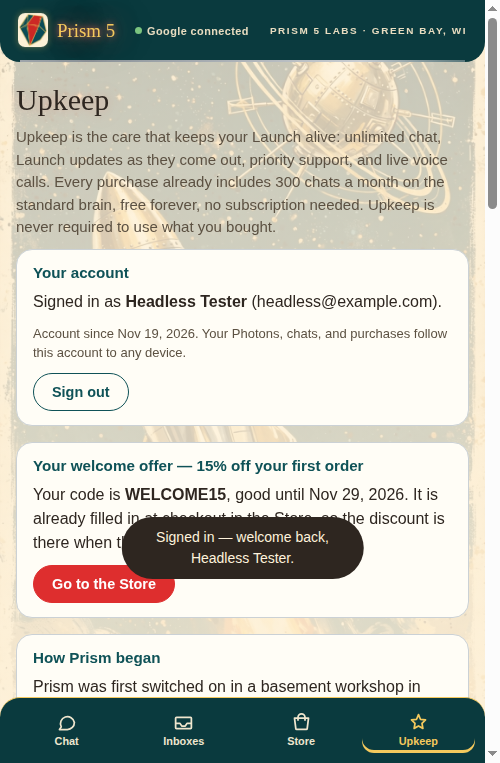 Prism 5
Google connected
PRISM 5 LABS · GREEN BAY, WI
Upkeep
Upkeep is the care that keeps your Launch alive: unlimited chat,
Launch updates as they come out, priority support, and live voice
calls. Every purchase already includes 300 chats a month on the
standard brain, free forever, no subscription needed. Upkeep is
never required to use what you bought.
Your account
Signed in as Headless Tester (headless@example.com).
Account since Nov 19, 2026. Your Photons, chats, and purchases follow
this account to any device.
Sign out
Your welcome offer — 15% off your first order
Your code is WELCOME15, good until Nov 29, 2026. It is
already filled in at checkout in the Store, so the discount is
there when
Signed in — welcome back,
Headless Tester.
Go to the Store
How Prism began
Prism was first switched on in a basement workshop in
Chat
Inboxes
Store
Upkeep